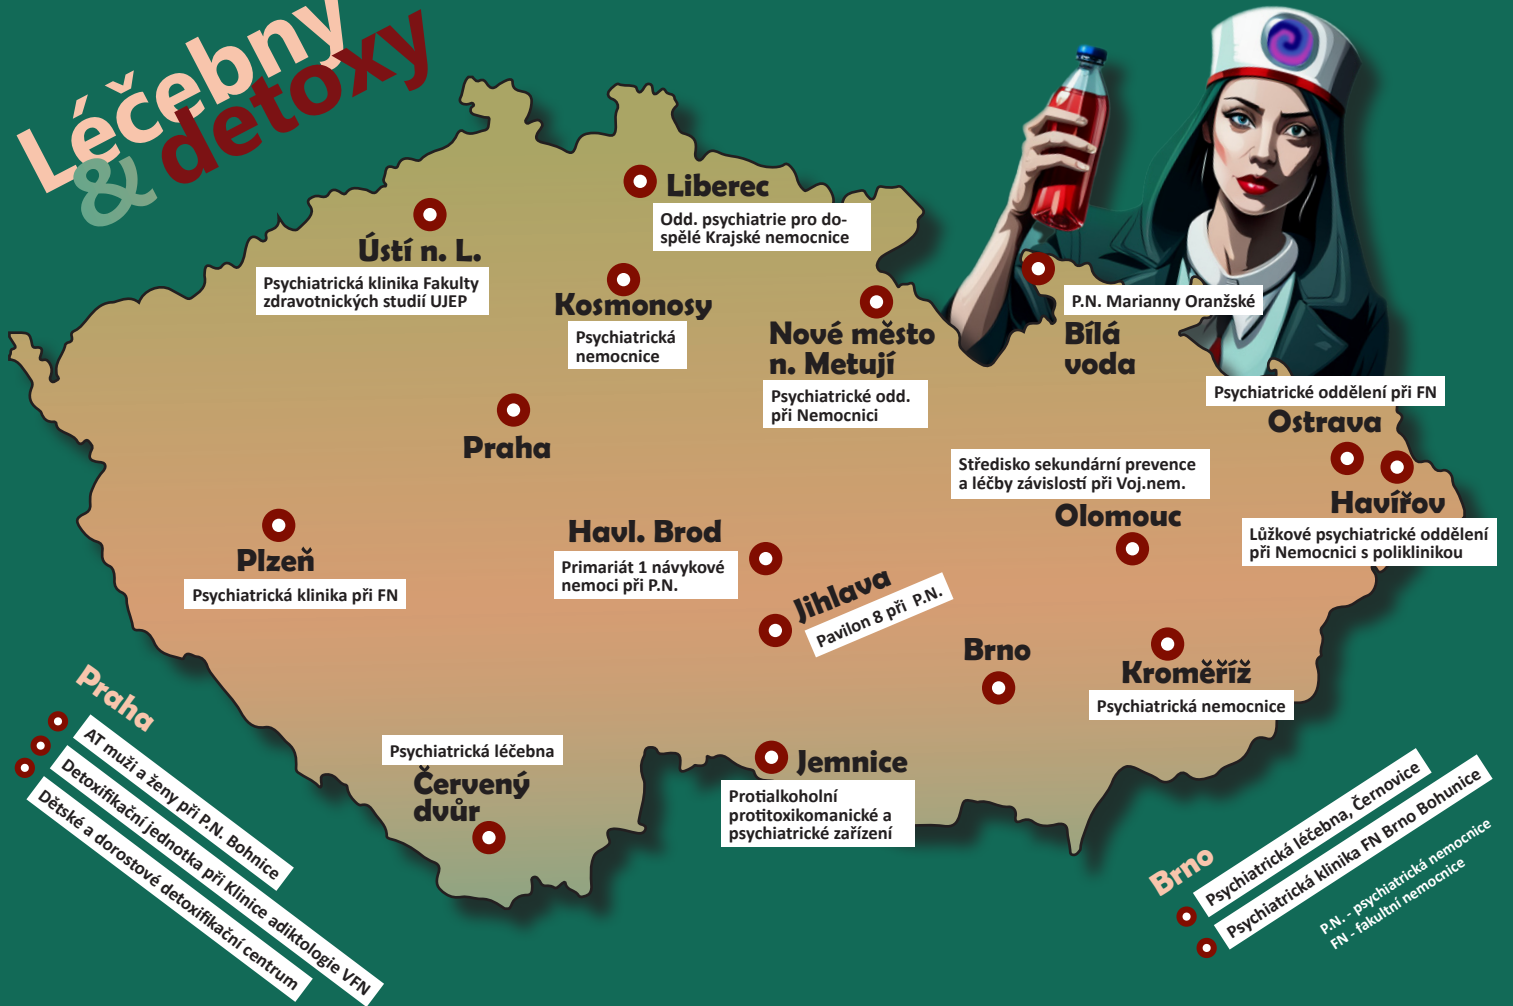 Léčebny
& detoxy
Liberec
Odd. psychiatrie pro do-
spělé Krajské nemocnice
Ústí n. L.
Psychiatrická klinika Fakulty
zdravotnických studií UJEP
Kosmonosy
Psychiatrická
nemocnice
Nové město
n. Metují
Psychiatrické odd.
při Nemocnici
P.N. Marianny Oranžské
Bílá
voda
Psychiatrické oddělení při FN
Ostrava
Praha
Středisko sekundární prevence
a léčby závislostí při Voj.nem.
Olomouc
Havířov
Lůžkové psychiatrické oddělení
při Nemocnici s poliklinikou
Plzeň
Psychiatrická klinika při FN
Havl. Brod
Primariát 1 návykové
nemoci při P.N.
Jihlava
Pavilon 8 při P.N.
Brno
Kroměříž
Psychiatrická nemocnice
Psychiatrická léčebna
Červený
dvůr
Jemnice
Protialkoholní
protitoxikomanické a
psychiatrické zařízení
Praha
AT muži a ženy při P.N. Bohnice
Detoxifikační jednotka při Klinice adiktologie VFN
Dětské a dorostové detoxifikační centrum
Brno
Psychiatrická léčebna, Černovice
Psychiatrická klinika FN Brno Bohunice
P.N. - psychiatrická nemocnice
FN - fakultní nemocnice